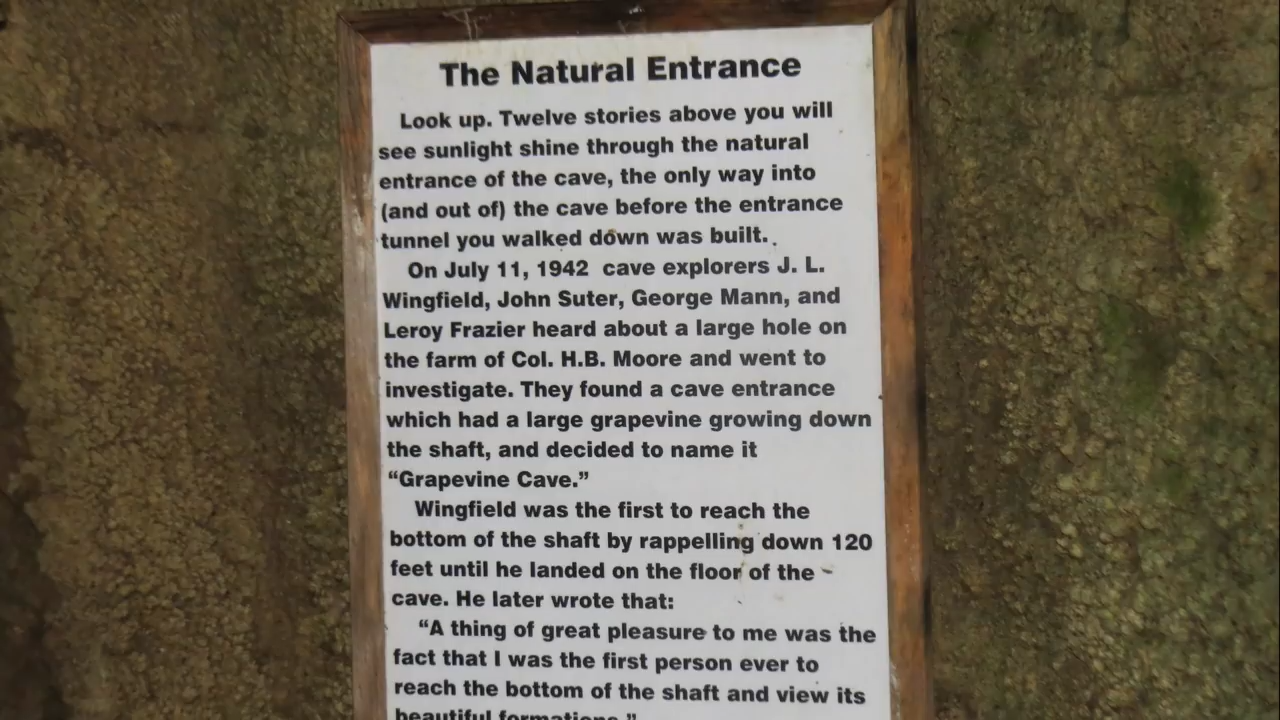 The Natural Entrance
Look up. Twelve stories above you will
see sunlight shine through the natural
entrance of the cave, the only way into
(and out of) the cave before the entrance
tunnel you walked down was built.
On July 11, 1942 cave explorers J. L.
Wingfield, John Suter, George Mann, and
Leroy Frazier heard about a large hole on
the farm of Col. H.B. Moore and went to
investigate. They found a cave entrance
which had a large grapevine growing down
the shaft, and decided to name it
“Grapevine Cave.”
Wingfield was the first to reach the
bottom of the shaft by rappelling down 120
feet until he landed on the floor of the
cave. He later wrote that:
“A thing of great pleasure to me was the
fact that I was the first person ever to
reach the bottom of the shaft and view its
beautiful formations.”